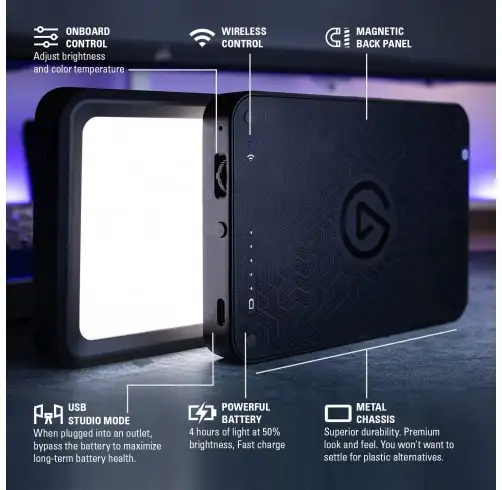 ONBOARD
CONTROL
Adjust brightness
and color temperature
WIRELESS
CONTROL
MAGNETIC
BACK PANEL
USB
STUDIO MODE
When plugged into an outlet,
bypass the battery to maximize
long-term battery health.
POWERFUL
BATTERY
4 hours of light at 50%
brightness, Fast charge
METAL
CHASSIS
Superior durability. Premium
look and feel. You won't want to
settle for plastic alternatives.